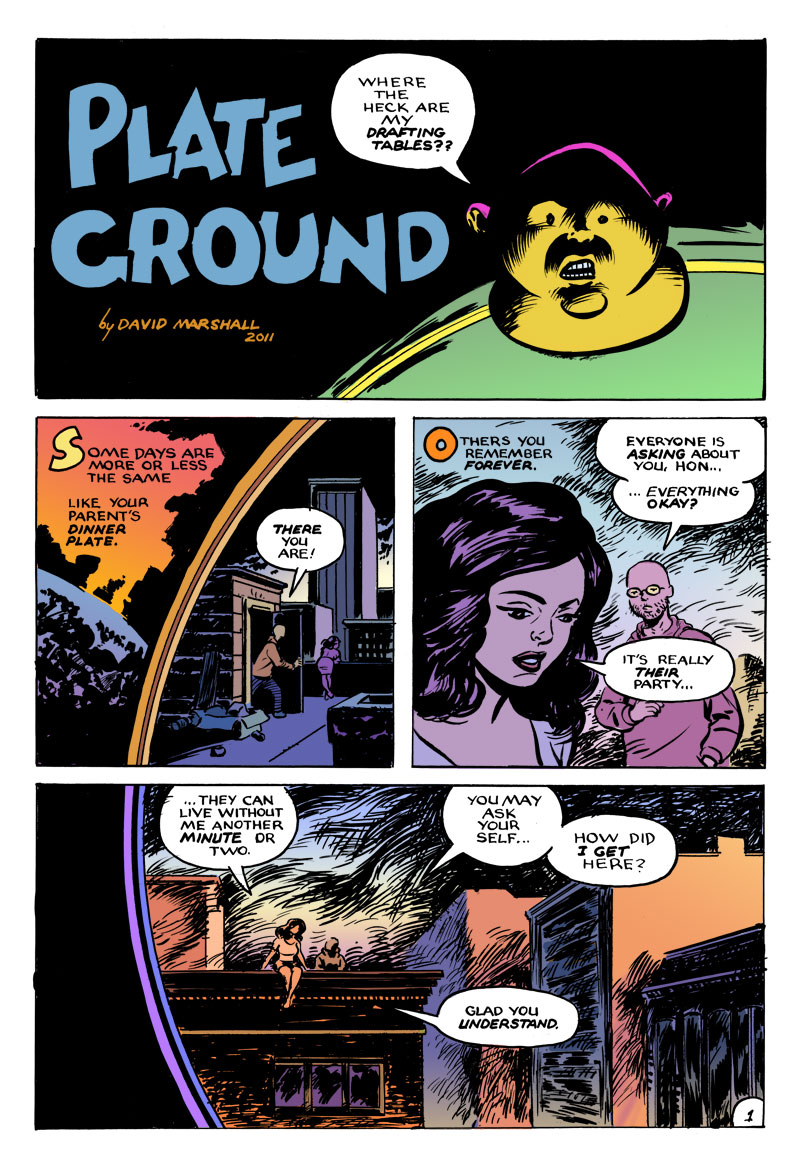 PLATE
GROUND
by DAVID MARSHALL
2011
WHERE
THE
HECK ARE
MY
DRAFTING
TABLES??
SOME DAYS ARE
MORE OR LESS
THE SAME
LIKE YOUR
PARENT'S
DINNER
PLATE.
THERE
YOU
ARE!
OTHERS YOU
REMEMBER
FOREVER.
EVERYONE IS
ASKING ABOUT
YOU, HON...
... EVERYTHING
OKAY?
IT'S REALLY
THEIR
PARTY...
...THEY CAN
LIVE WITHOUT
ME ANOTHER
MINUTE OR
TWO.
YOU MAY
ASK
YOUR
SELF...
HOW DID
I GET
HERE?
GLAD YOU
UNDERSTAND.
1